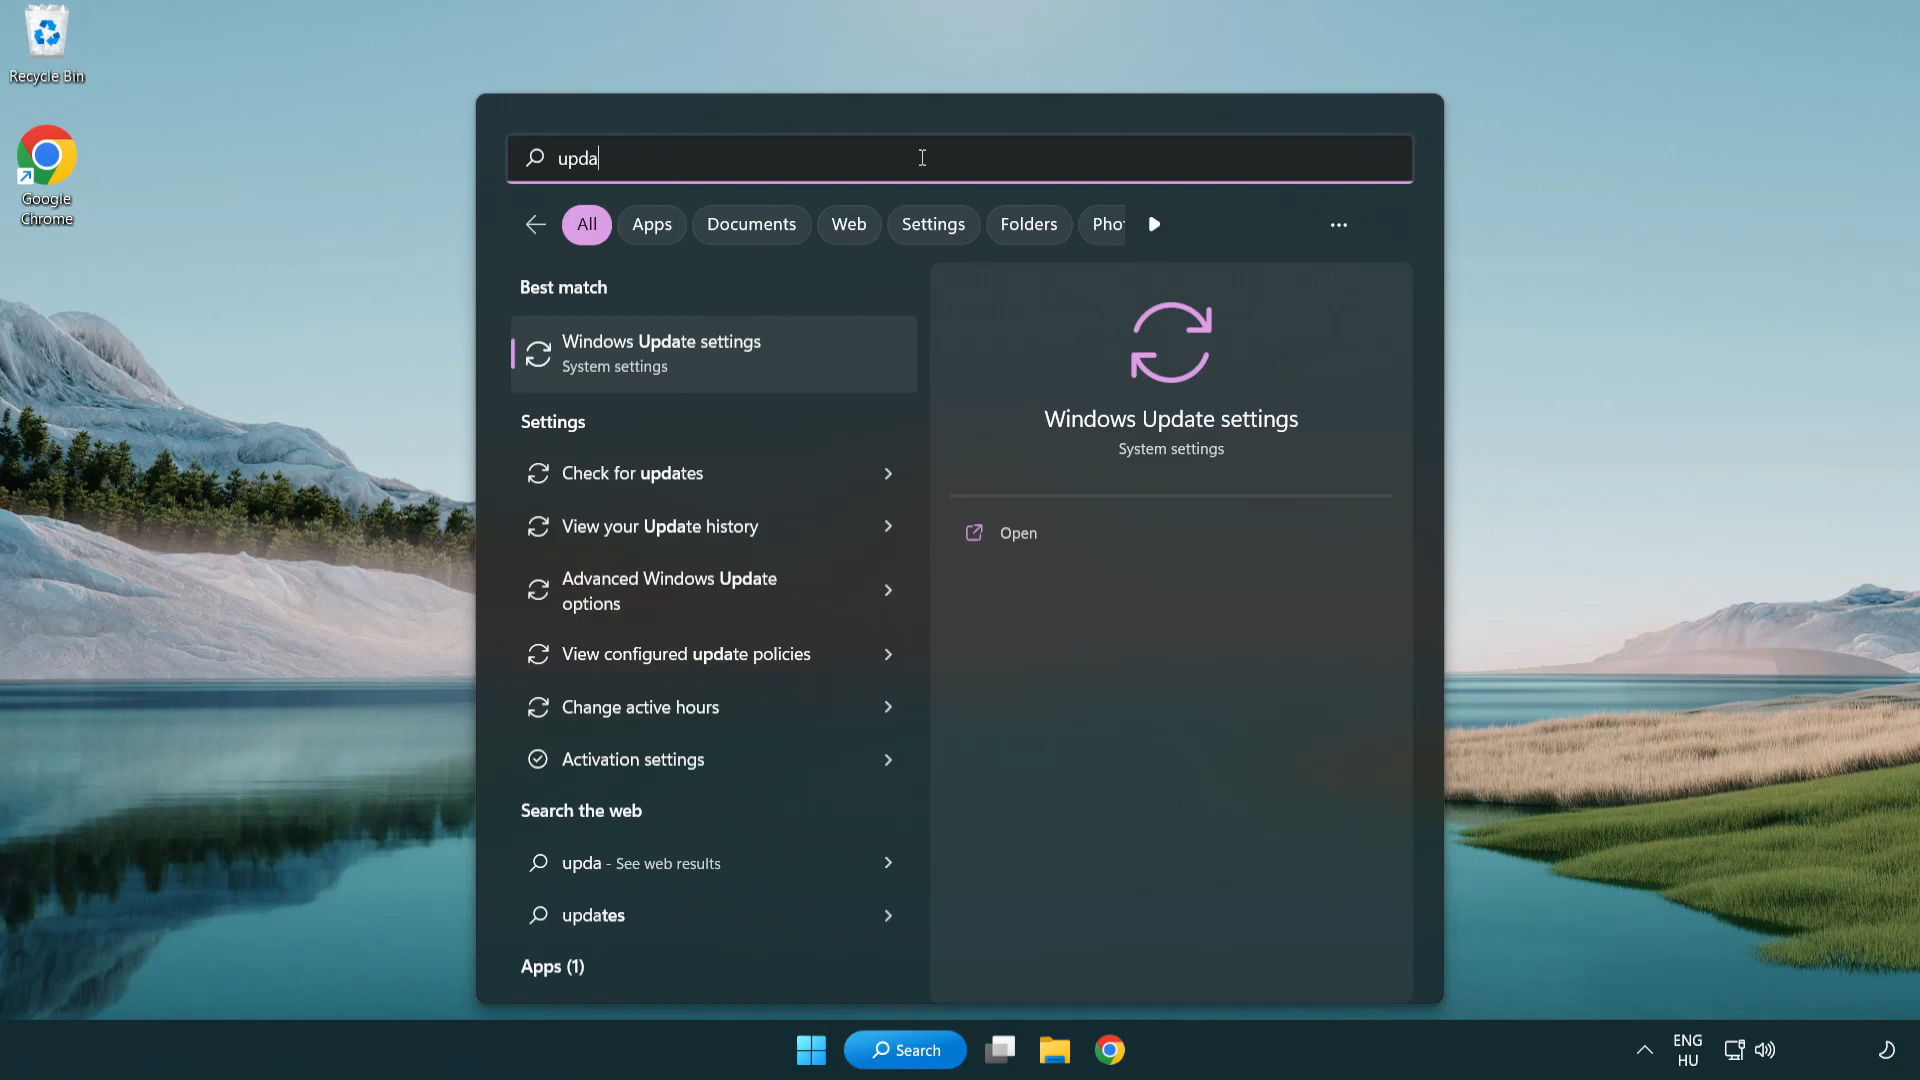 Recycle Bin
Google
Chrome
upda
All
Apps
Documents
Web
Settings
Folders
Pho
Best match
Windows Update settings
System settings
Settings
Check for updates
View your Update history
Advanced Windows Update
options
View configured update policies
Change active hours
Activation settings
Search the web
upda - See web results
updates
Apps (1)
Windows Update settings
System settings
Open
Search
ENG
HU